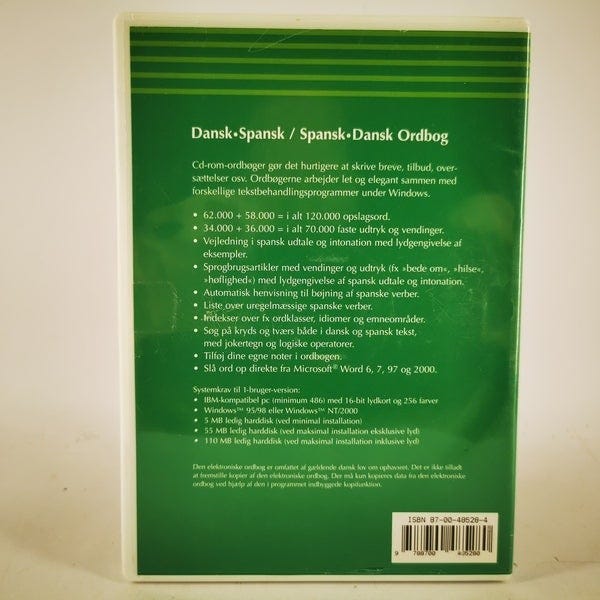 Dansk•Spansk / Spansk•Dansk Ordbog
Cd-rom-ordbøger gør det hurtigere at skrive breve, tilbud, over-
sættelser osv. Ordbøgerne arbejder let og elegant sammen med
forskellige tekstbehandlingsprogrammer under Windows.
• 62.000 + 58.000 = i alt 120.000 opslagsord.
• 34.000 + 36.000 = i alt 70.000 faste udtryk og vendinger.
• Vejledning i spansk udtale og intonation med lydgengivelse af
eksempler.
• Sprogbrugsartikler med vendinger og udtryk (fx »bede om«, »hilse«,
»høflighed«) med lydgengivelse af spansk udtale og intonation.
• Automatisk henvisning til bøjning af spanske verber.
• Liste over uregelmæssige spanske verber.
• Indekser over fx ordklasser, idiomer og emneområder.
• Søg på kryds og tværs både i dansk og spansk tekst,
med jokertegn og logiske operatorer.
• Tilføj dine egne noter i ordbogen.
• Slå ord op direkte fra Microsoft® Word 6, 7, 97 og 2000.
Systemkrav til 1-bruger-version:
• IBM-kompatibel pc (minimum 486) med 16-bit lydkort og 256 farver
• Windows™ 95/98 eller Windows™ NT/2000
• 5 MB ledig harddisk (ved minimal installation)
• 55 MB ledig harddisk (ved maksimal installation eksklusive lyd)
• 110 MB ledig harddisk (ved maksimal installation inklusive lyd)
Den elektroniske ordbog er omfattet af gældende dansk lov om ophavsret. Det er ikke tilladt
at fremstille kopier af den elektroniske ordbog. Der må kun kopieres data fra den elektroniske
ordbog ved hjælp af den i programmet indbyggede kopifunktion.
ISBN 87-00-48528-4
9 788700 485280